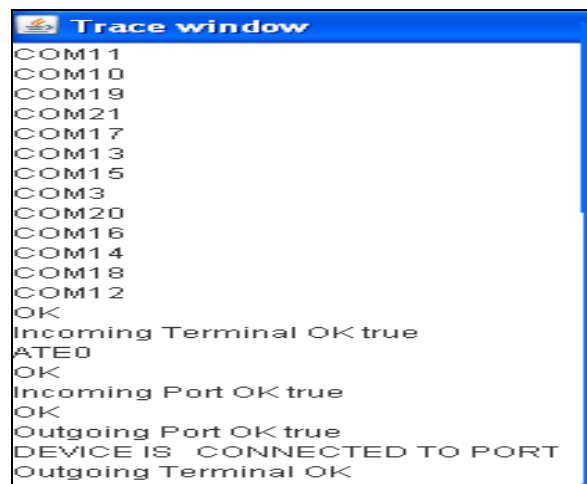 Trace window
COM11
COM10
COM19
COM21
COM17
COM13
COM15
COM3
COM20
COM16
COM14
COM18
COM12
OK
Incoming Terminal OK true
ATE0
OK
Incoming Port OK true
OK
Outgoing Port OK true
DEVICE IS   CONNECTED TO PORT
Outgoing Terminal OK